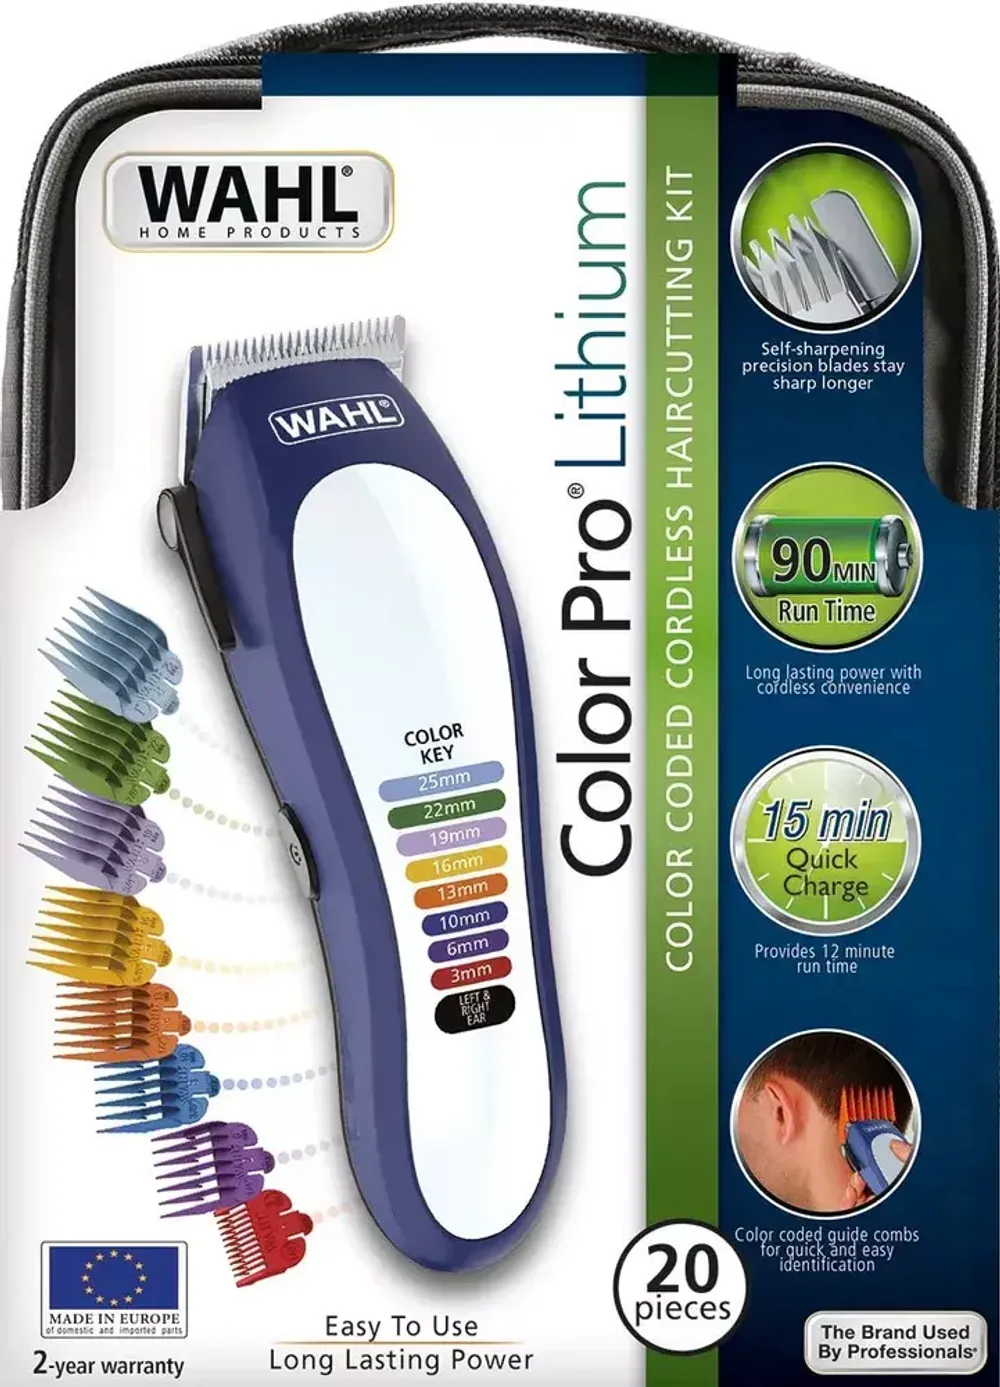 WAHL®
HOME PRODUCTS
WAHL®
COLOR
KEY
25mm
22mm
19mm
16mm
13mm
10mm
6mm
3mm
LEFT &
RIGHT
EAR
Color Pro® Lithium
COLOR CODED CORDLESS HAIRCUTTING KIT
Self-sharpening
precision blades stay
sharp longer
90MIN
Run Time
Long lasting power with
cordless convenience
15 min
Quick
Charge
Provides 12 minute
run time
WAHL
Color coded guide combs
for quick and easy
identification
20
pieces
MADE IN EUROPE
of domestic and imported parts
2-year warranty
Easy To Use
Long Lasting Power
The Brand Used
By Professionals®